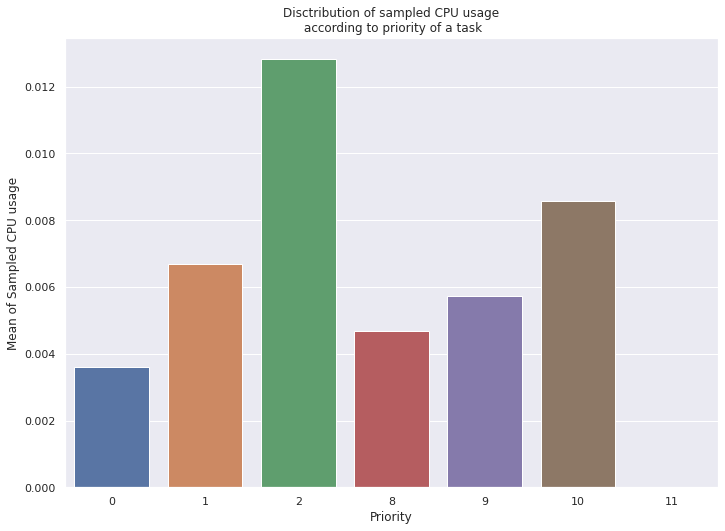 Disctribution of sampled CPU usage
according to priority of a task
Mean of Sampled CPU usage
0.012
0.010
0.008
0.006
0.004
0.002
0.000
0 1 2 8 9 10 11
Priority